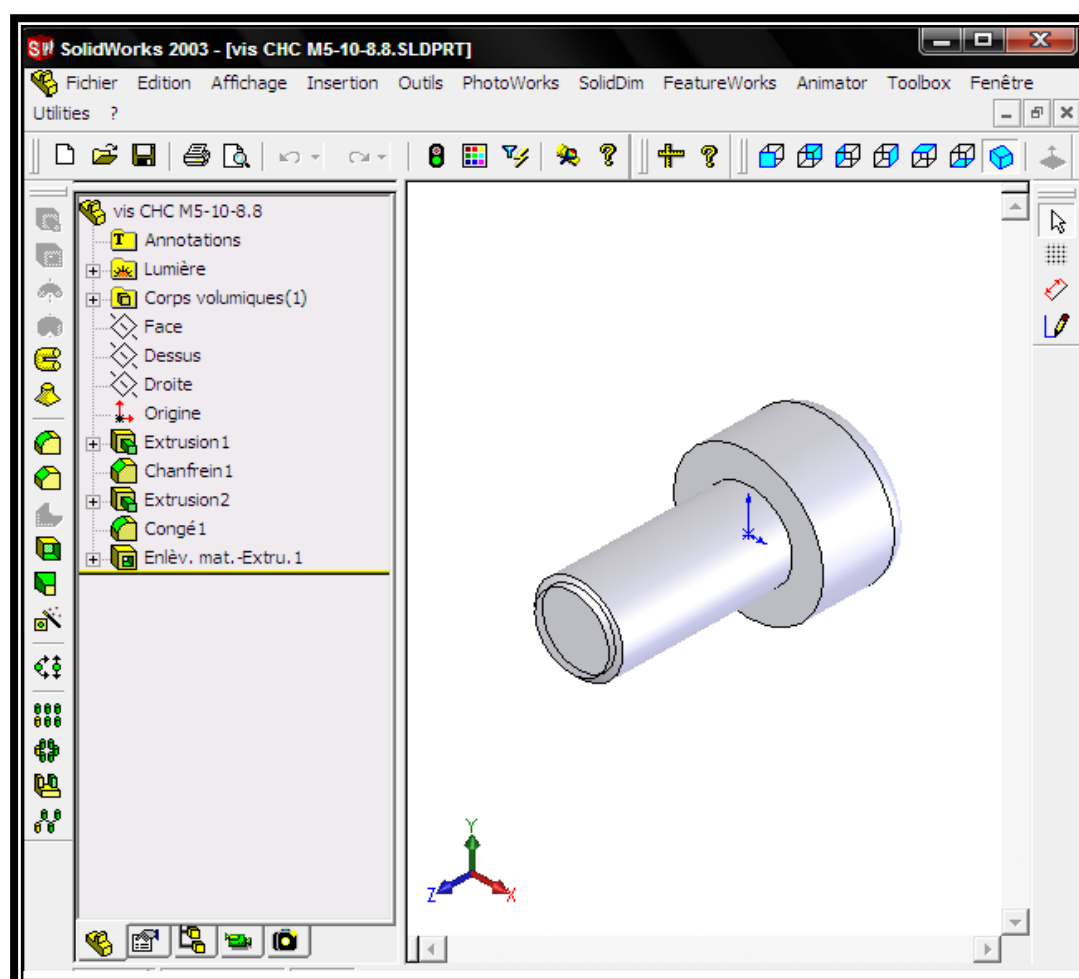 SW SolidWorks 2003 - [vis CHC M5-10-8.8.SLDPRT]
Fichier Edition Affichage Insertion Outils PhotoWorks SolidDim FeatureWorks Animator Toolbox Fenêtre
Utilities ?
vis CHC M5-10-8.8
T Annotations
Lumière
Corps volumiques(1)
Face
Dessus
Droite
Origine
Extrusion1
Chanfrein1
Extrusion2
Congé1
Enlèv. mat.-Extru.1
Y
Z X